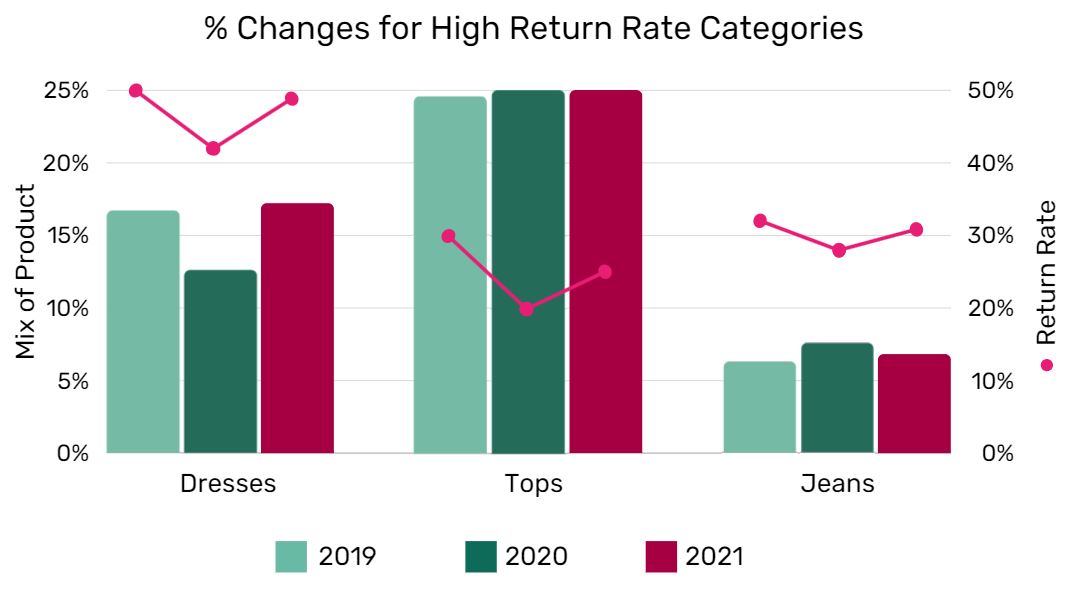 % Changes for High Return Rate Categories
25%
20%
15%
10%
5%
0%
Mix of Product
50%
40%
30%
20%
10%
0%
Return Rate
Dresses
Tops
Jeans
2019
2020
2021